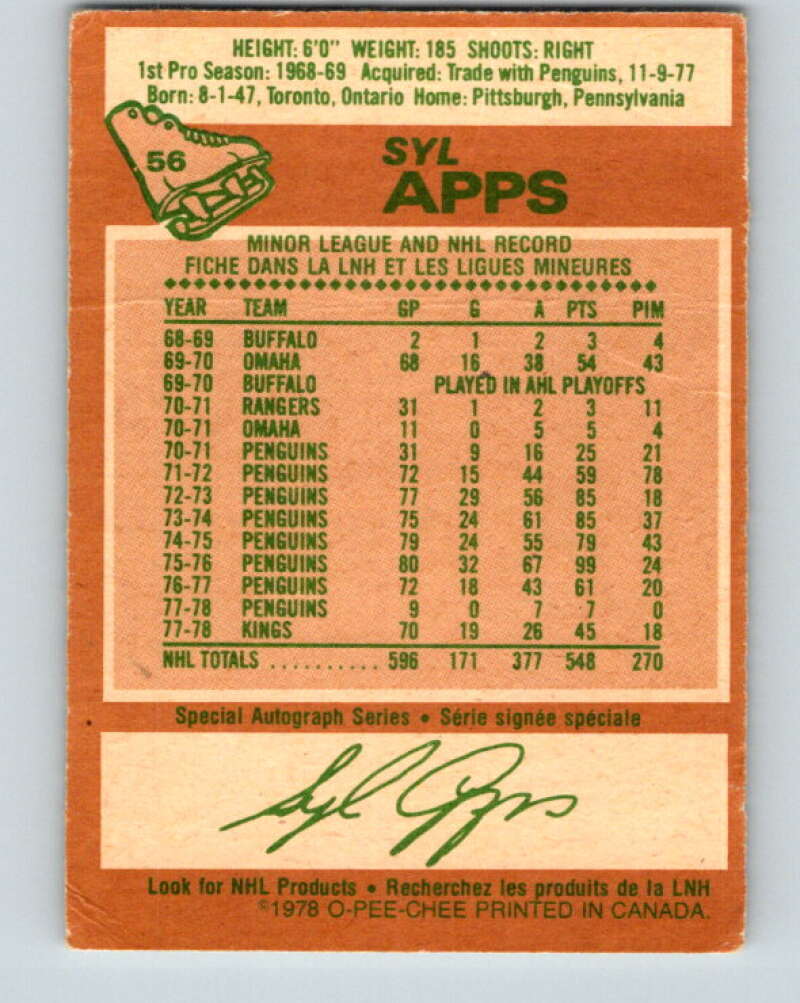 HEIGHT: 6'0" WEIGHT: 185 SHOOTS: RIGHT
1st Pro Season: 1968-69 Acquired: Trade with Penguins, 11-9-77
Born: 8-1-47, Toronto, Ontario Home: Pittsburgh, Pennsylvania
56
SYL
APPS
MINOR LEAGUE AND NHL RECORD
FICHE DANS LA LNH ET LES LIGUES MINEURES
YEAR TEAM GP G A PTS PIM
68-69 BUFFALO 2 1 2 3 4
69-70 OMAHA 68 16 38 54 43
69-70 BUFFALO PLAYED IN AHL PLAYOFFS
70-71 RANGERS 31 1 2 3 11
70-71 OMAHA 11 0 5 5 4
70-71 PENGUINS 31 9 16 25 21
71-72 PENGUINS 72 15 44 59 78
72-73 PENGUINS 77 29 56 85 18
73-74 PENGUINS 75 24 61 85 37
74-75 PENGUINS 79 24 55 79 43
75-76 PENGUINS 80 32 67 99 24
76-77 PENGUINS 72 18 43 61 20
77-78 PENGUINS 9 0 7 7 0
77-78 KINGS 70 19 26 45 18
NHL TOTALS .......... 596 171 377 548 270
Special Autograph Series • Série signée spéciale
Syl Apps
Look for NHL Products • Recherchez les produits de la LNH
©1978 O-PEE-CHEE PRINTED IN CANADA.